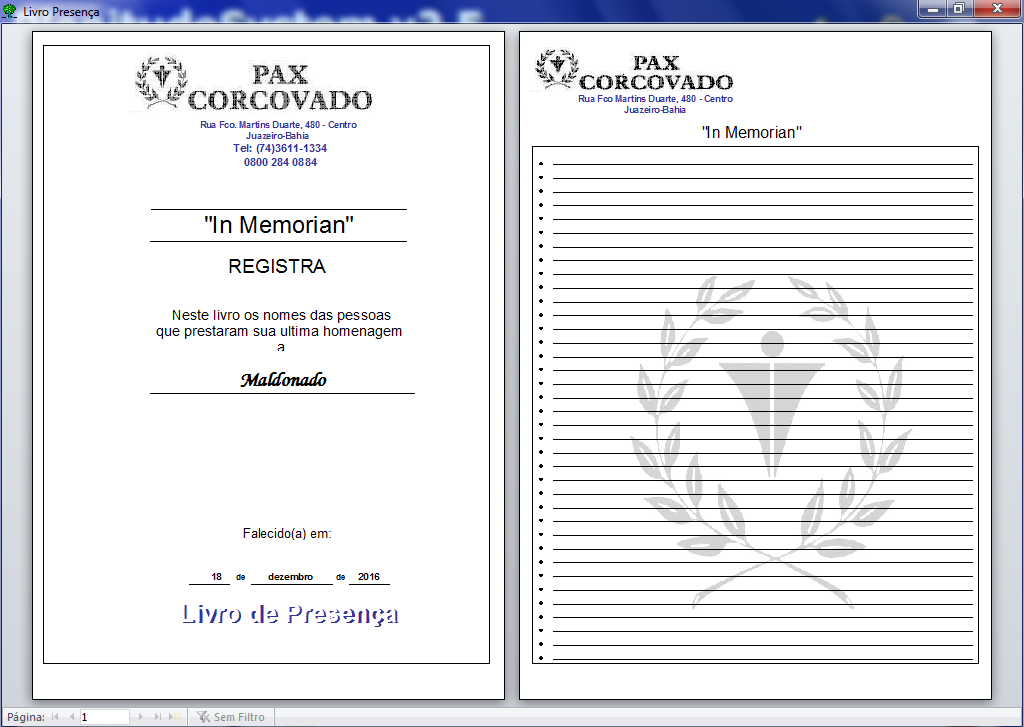 Livro Presença
PAX
CORCOVADO
Rua Fco. Martins Duarte, 480 - Centro
Juazeiro-Bahia
Tel: (74)3611-1334
0800 284 0884
"In Memorian"
REGISTRA
Neste livro os nomes das pessoas
que prestaram sua ultima homenagem
a
Maldonado
Falecido(a) em:
18 de dezembro de 2016
Livro de Presença
PAX
CORCOVADO
Rua Fco Martins Duarte, 480 - Centro
Juazeiro-Bahia
"In Memorian"
Página: 1 Sem Filtro